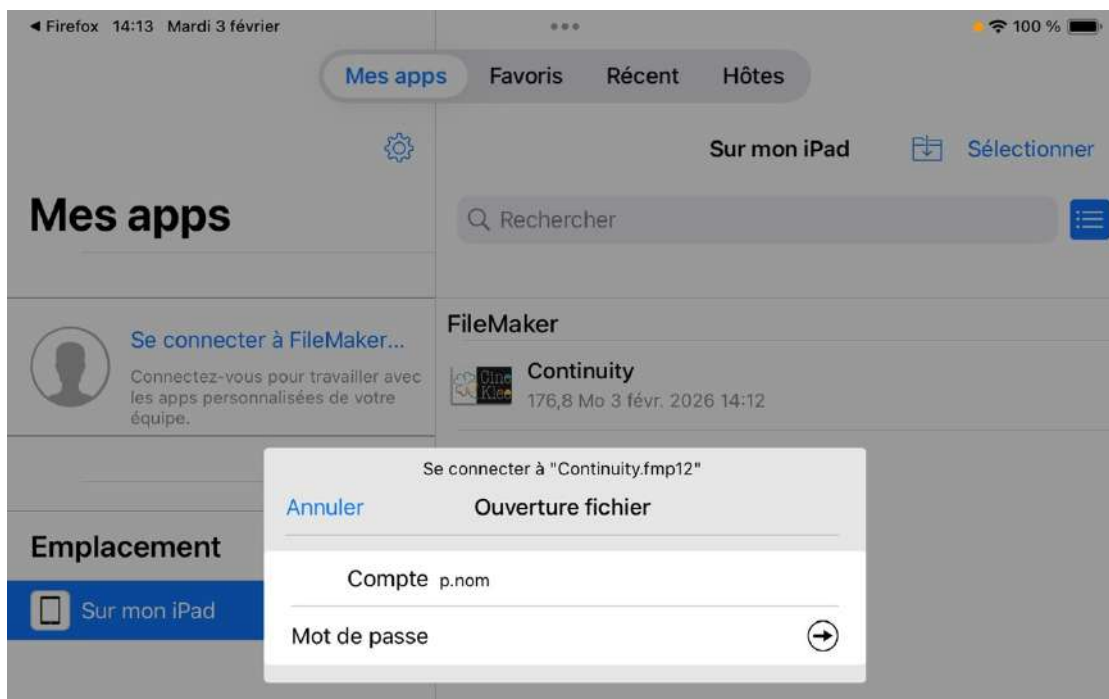 ◀ Firefox 14:13 Mardi 3 février
100 %
Mes apps Favoris Récent Hôtes
Sur mon iPad
Sélectionner
Mes apps
Rechercher
FileMaker
Se connecter à FileMaker...
Connectez-vous pour travailler avec
les apps personnalisées de votre
équipe.
Cine
Klee
Continuity
176,8 Mo 3 févr. 2026 14:12
Se connecter à "Continuity.fmp12"
Annuler Ouverture fichier
Emplacement
Compte p.nom
Sur mon iPad
Mot de passe